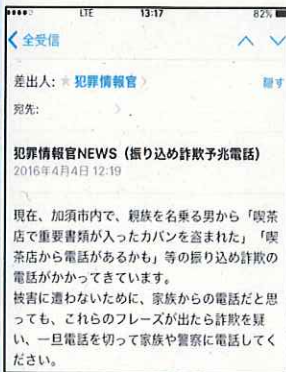 LTE 13:17 82%
全受信
差出人: 犯罪情報官 隠す
宛先:
犯罪情報官NEWS（振り込め詐欺予兆電話）
2016年4月4日 12:19
現在、加須市内で、親族を名乗る男から「喫茶
店で重要書類が入ったカバンを盗まれた」「喫
茶店から電話があるかも」等の振り込め詐欺の
電話がかかってきています。
被害に遭わないために、家族からの電話だと思
っても、これらのフレーズが出たら詐欺を疑
い、一旦電話を切って家族や警察に電話してく
ださい。